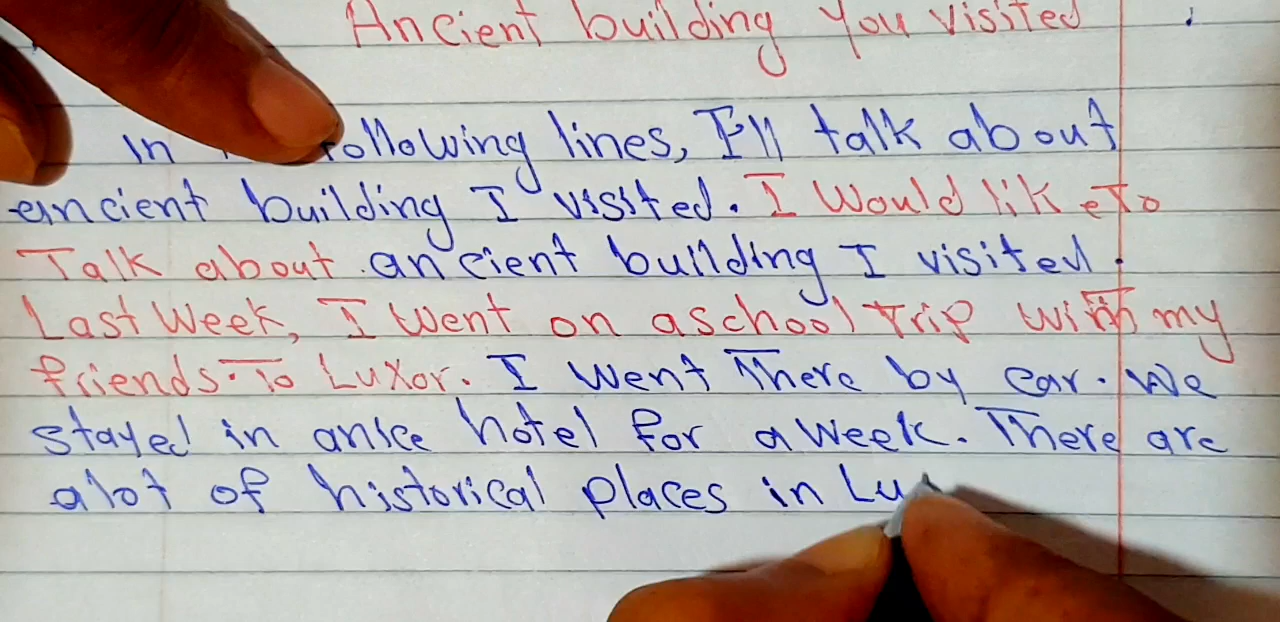 Ancient building you visited
In following lines, I'll talk about
ancient building I visited. I would like to
Talk about ancient building I visited.
Last Week, I went on a school trip with my
friends. To Luxor. I went There by car. We
stayed in anice hotel for a week. There are
alot of historical places in Lu